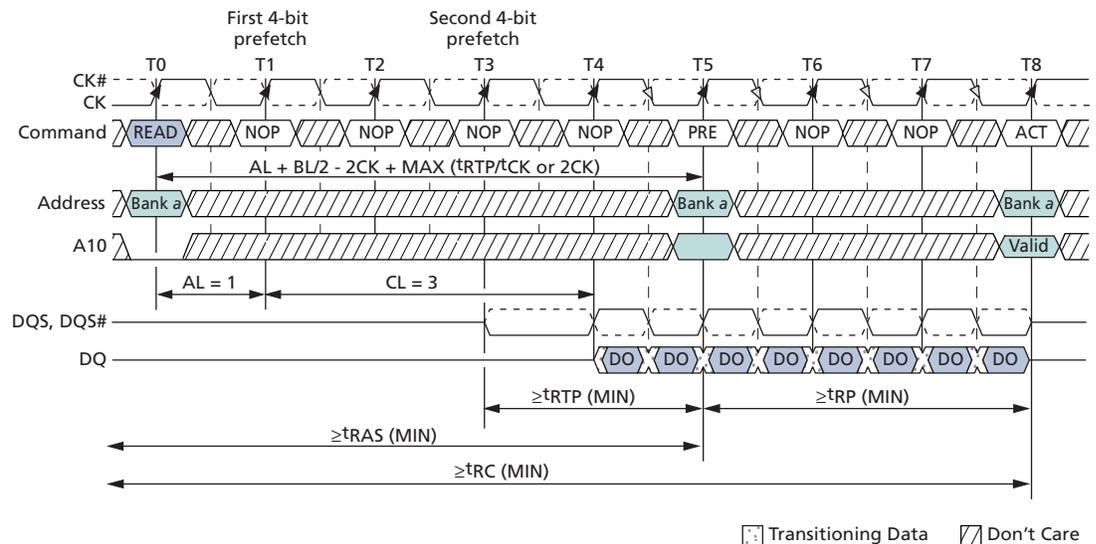 First 4-bit prefetch
Second 4-bit prefetch
T0 T1 T2 T3 T4 T5 T6 T7 T8
CK#
CK
Command READ NOP NOP NOP NOP PRE NOP NOP ACT
AL + BL/2 - 2CK + MAX (tRTP/tCK or 2CK)
Address Bank a Bank a Bank a
A10 Valid
AL = 1 CL = 3
DQS, DQS#
DQ DO DO DO DO DO DO DO DO
≥tRTP (MIN) ≥tRP (MIN)
≥tRAS (MIN)
≥tRC (MIN)
Transitioning Data Don't Care